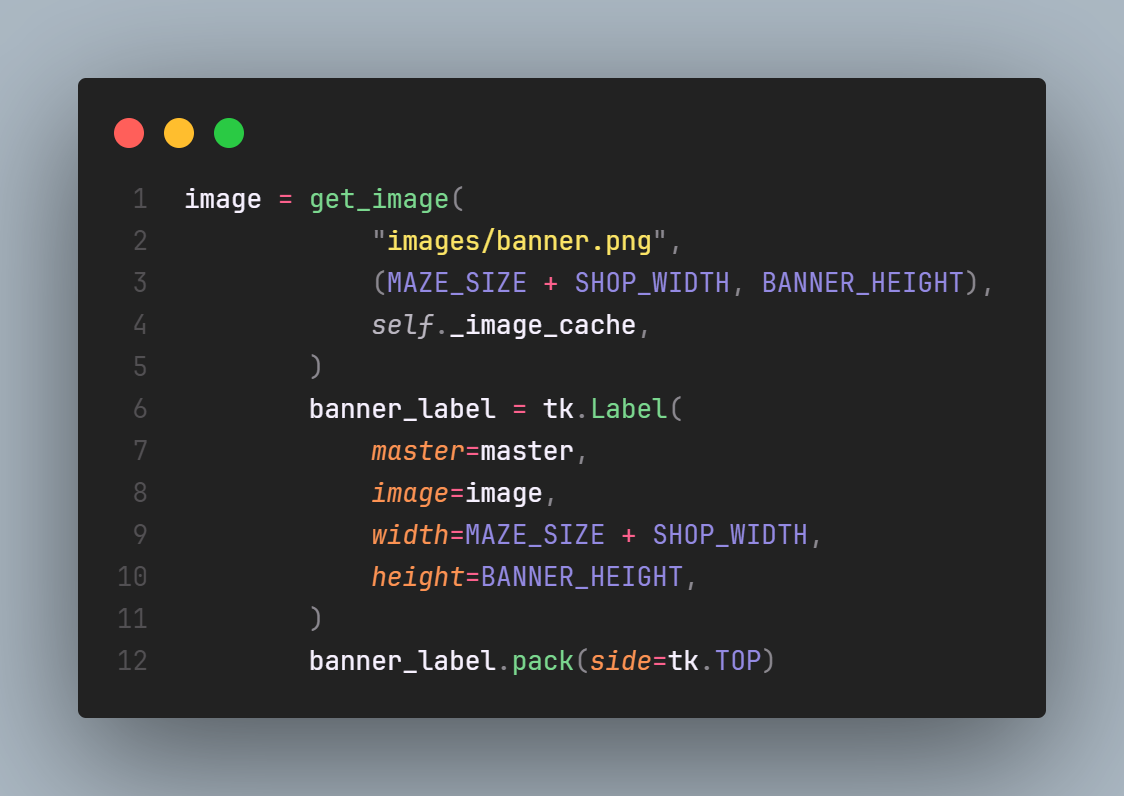 1 image = get_image(
2             "images/banner.png",
3             (MAZE_SIZE + SHOP_WIDTH, BANNER_HEIGHT),
4             self._image_cache,
5         )
6         banner_label = tk.Label(
7             master=master,
8             image=image,
9             width=MAZE_SIZE + SHOP_WIDTH,
10             height=BANNER_HEIGHT,
11         )
12         banner_label.pack(side=tk.TOP)